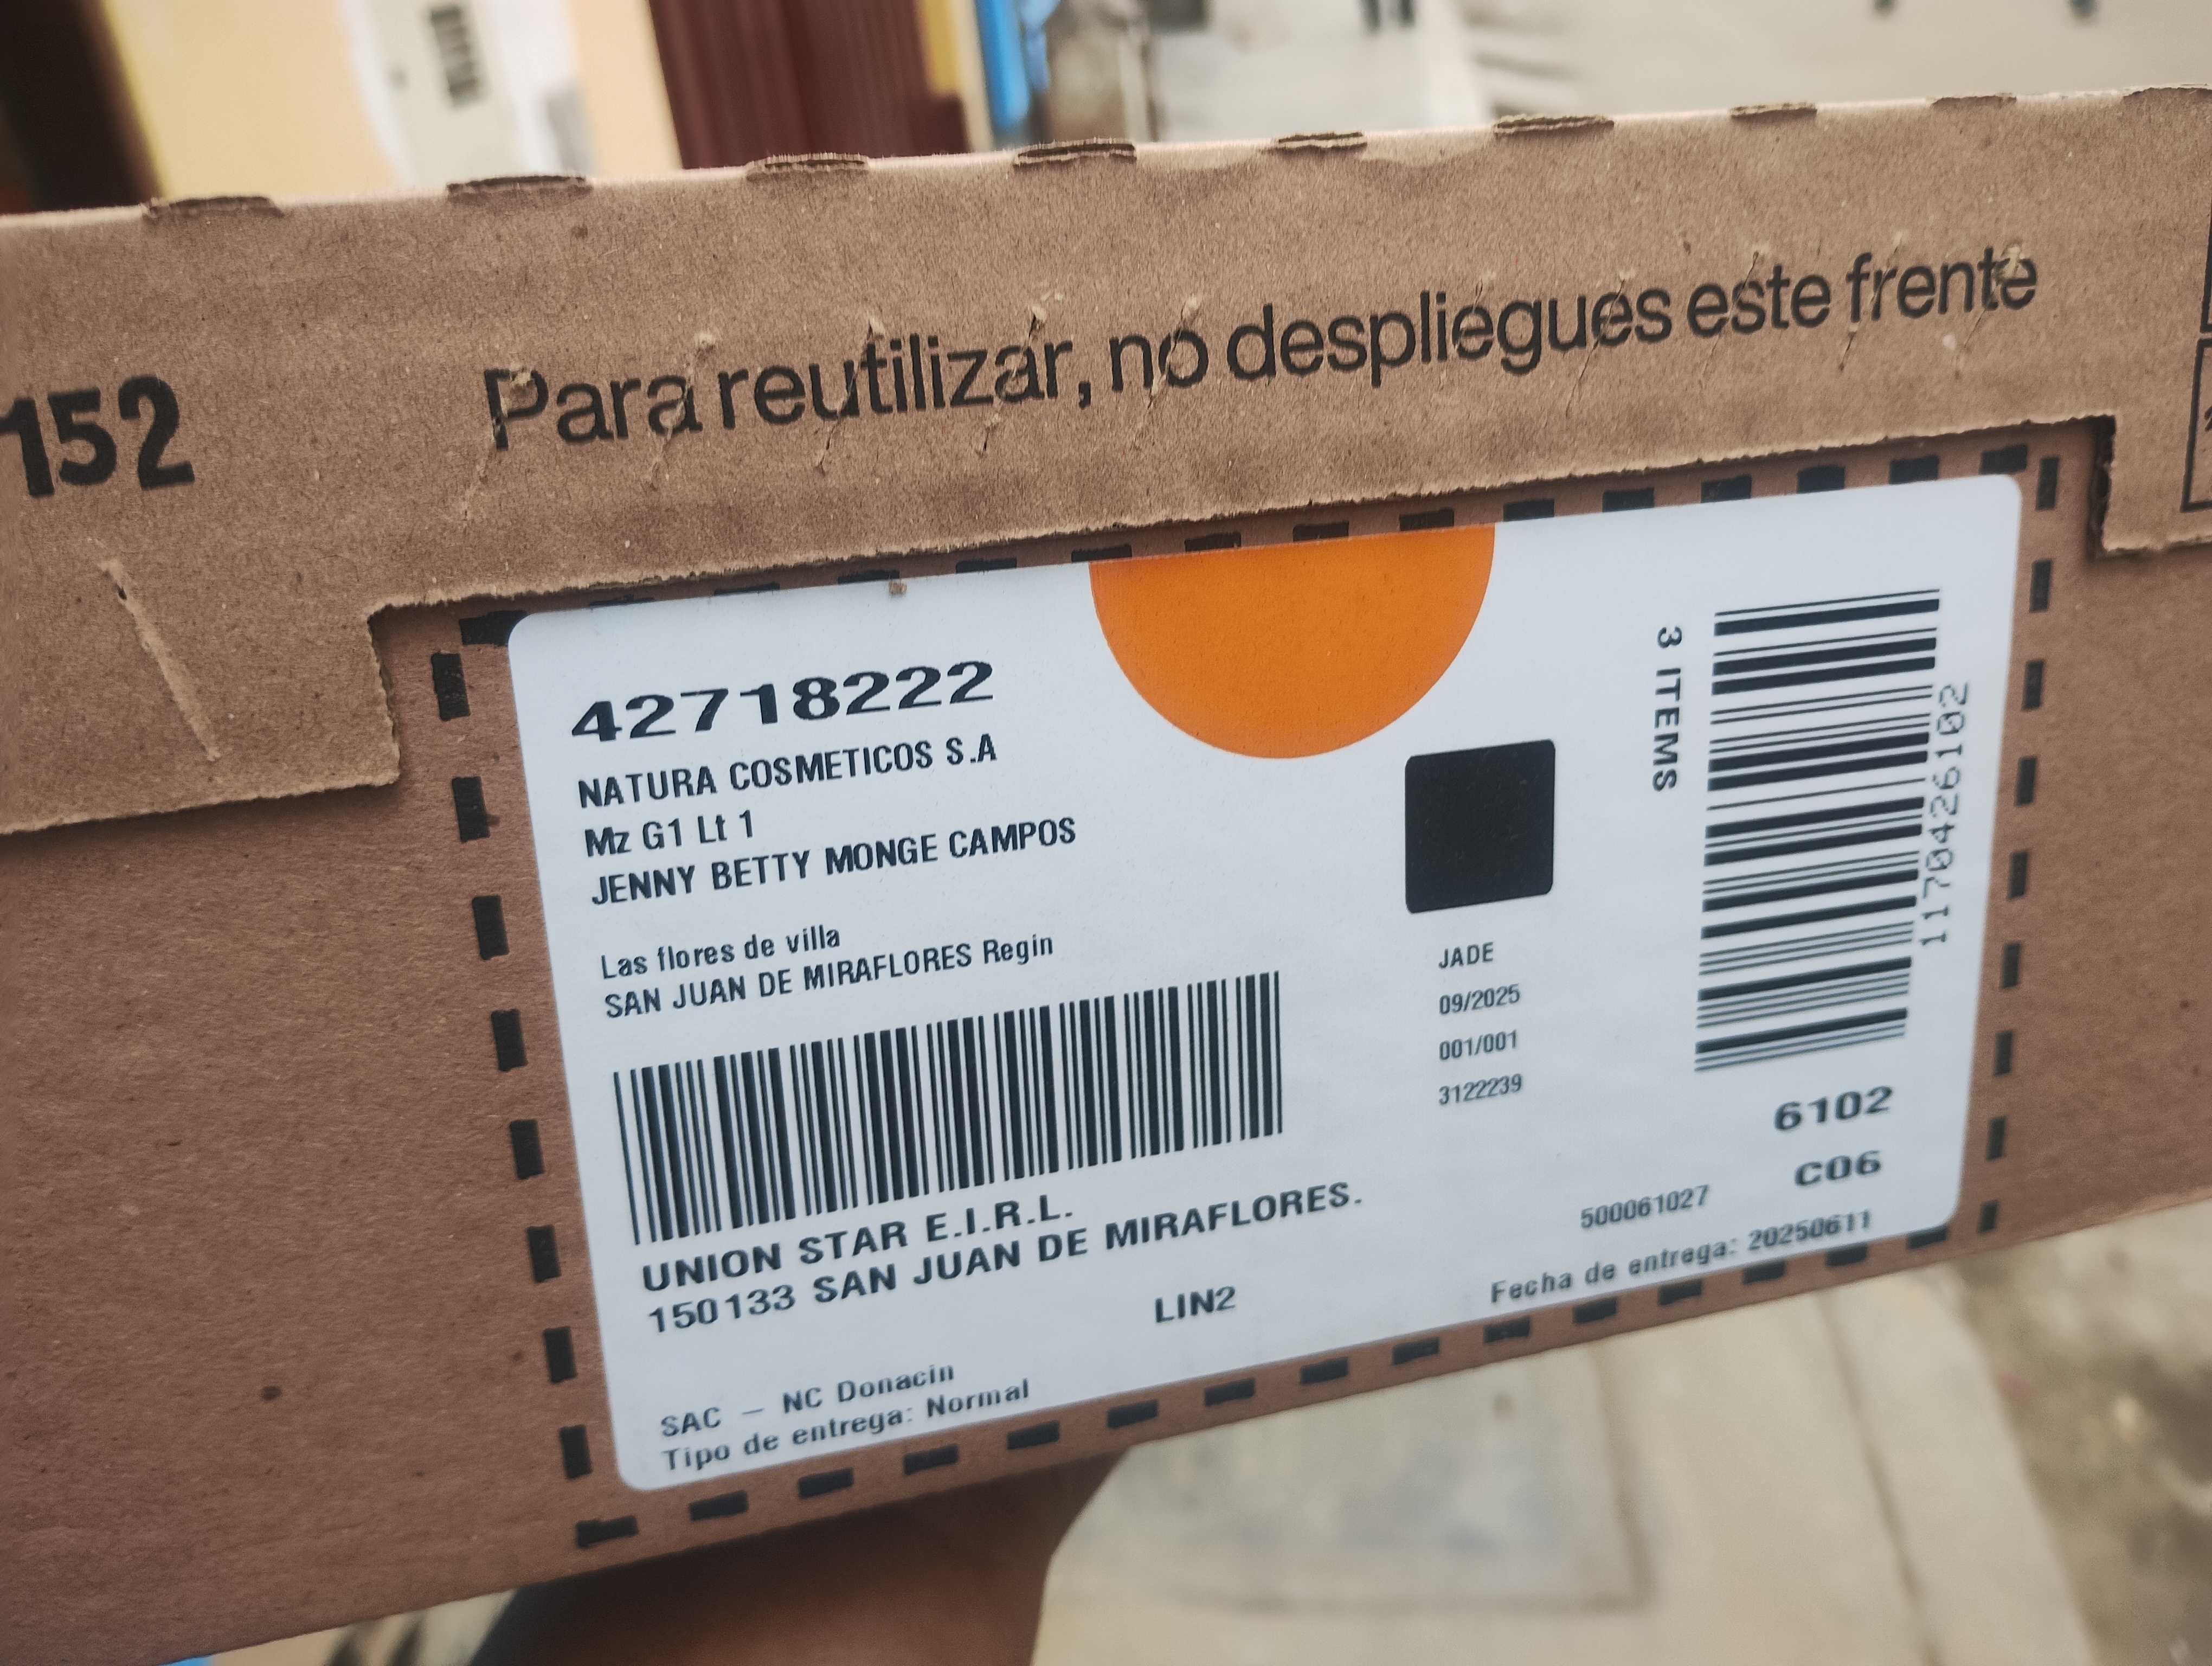 152
Para reutilizar, no despliegues este frente
42718222
NATURA COSMETICOS S.A
Mz G1 Lt 1
JENNY BETTY MONGE CAMPOS
Las flores de villa
SAN JUAN DE MIRAFLORES Regin
UNION STAR E.I.R.L.
150133 SAN JUAN DE MIRAFLORES.
LIN2
SAC - NC Donacin
Tipo de entrega: Normal
JADE
09/2025
001/001
3122239
3 ITEMS
11704266102
6102
C06
500061027
Fecha de entrega: 20250611